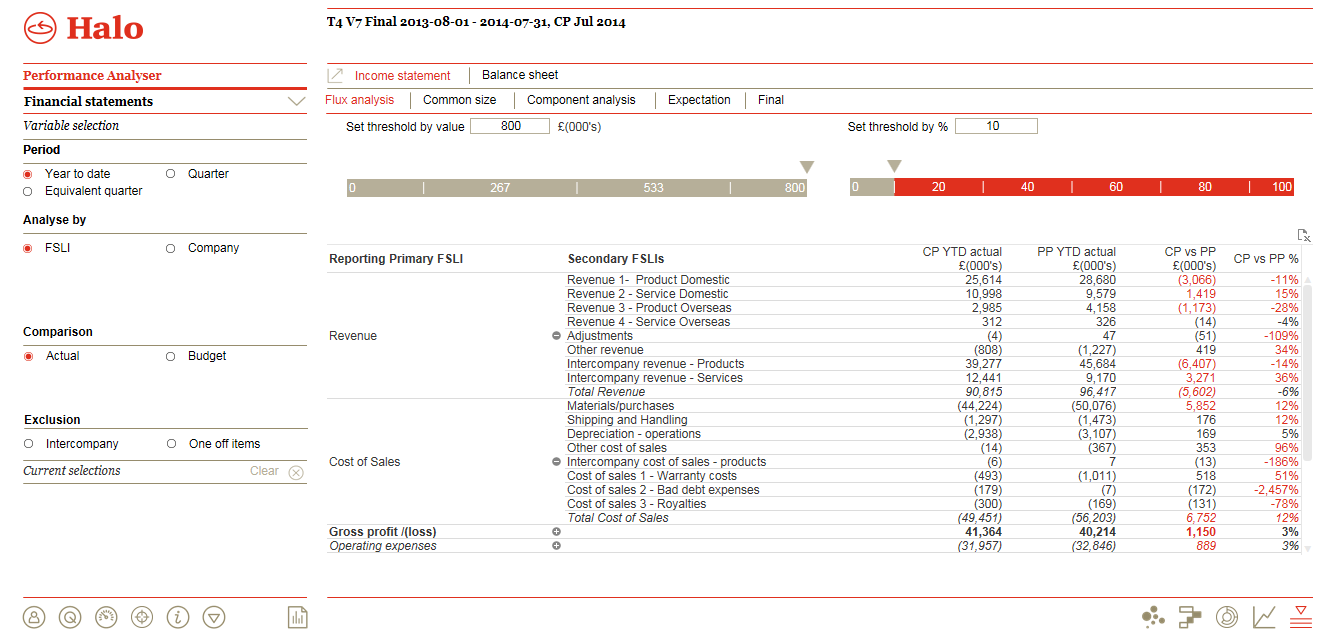 Halo
T4 V7 Final 2013-08-01 - 2014-07-31, CP Jul 2014
Performance Analyser
Financial statements
Variable selection
Period
Year to date Quarter
Equivalent quarter
Analyse by
FSLI Company
Comparison
Actual Budget
Exclusion
Intercompany One off items
Current selections Clear
Income statement Balance sheet
Flux analysis Common size Component analysis Expectation Final
Set threshold by value 800 £(000's) Set threshold by % 10
0 267 533 800 0 20 40 60 80 100
Reporting Primary FSLI Secondary FSLIs CP YTD actual £(000's) PP YTD actual £(000's) CP vs PP £(000's) CP vs PP %
Revenue 1- Product Domestic 25,614 28,680 (3,066) -11%
Revenue 2 - Service Domestic 10,998 9,579 1,419 15%
Revenue 3 - Product Overseas 2,985 4,158 (1,173) -28%
Revenue 4 - Service Overseas 312 326 (14) -4%
Revenue Adjustments (4) 47 (51) -109%
Other revenue (808) (1,227) 419 34%
Intercompany revenue - Products 39,277 45,684 (6,407) -14%
Intercompany revenue - Services 12,441 9,170 3,271 36%
Total Revenue 90,815 96,417 (5,602) -6%
Materials/purchases (44,224) (50,076) 5,852 12%
Shipping and Handling (1,297) (1,473) 176 12%
Depreciation - operations (2,938) (3,107) 169 5%
Other cost of sales (14) (367) 353 96%
Cost of Sales Intercompany cost of sales - products (6) 7 (13) -186%
Cost of sales 1 - Warranty costs (493) (1,011) 518 51%
Cost of sales 2 - Bad debt expenses (179) (7) (172) -2,457%
Cost of sales 3 - Royalties (300) (169) (131) -78%
Total Cost of Sales (49,451) (56,203) 6,752 12%
Gross profit /(loss) 41,364 40,214 1,150 3%
Operating expenses (31,957) (32,846) 889 3%